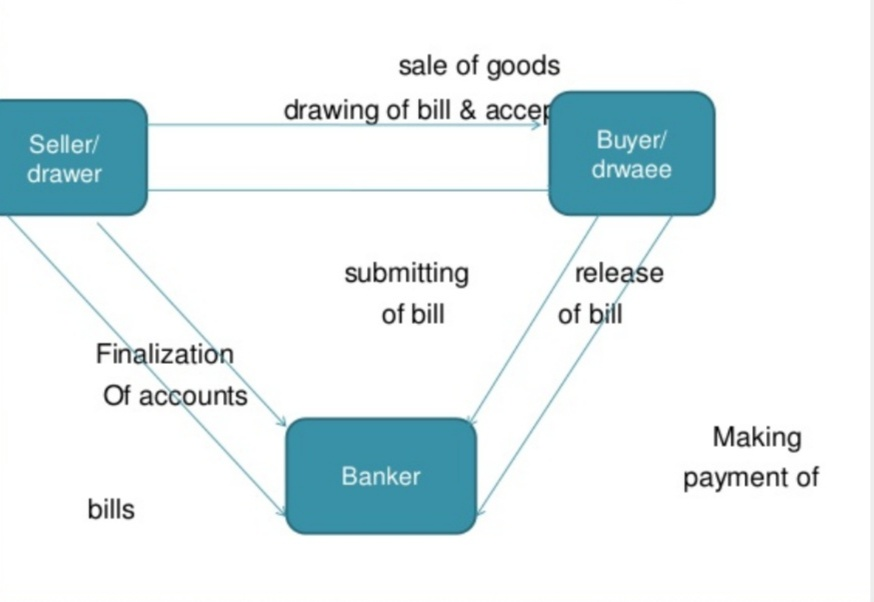 sale of goods
drawing of bill & accep
Seller/
drawer
Buyer/
drwaee
submitting
of bill
release
of bill
Finalization
Of accounts
Banker
Making
payment of
bills